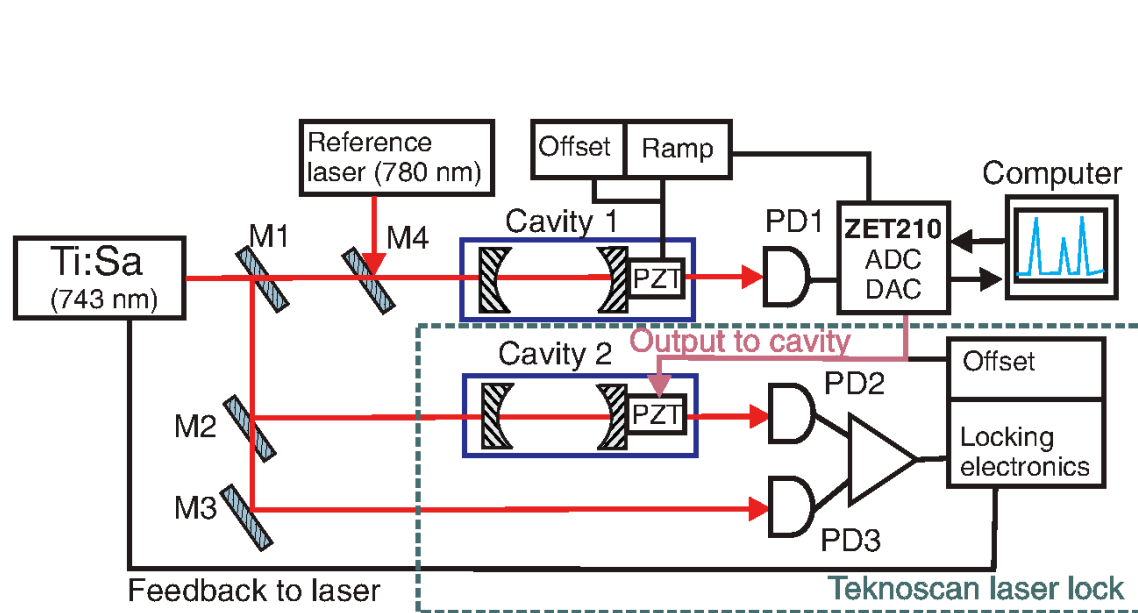 Reference
laser (780 nm)
Offset
Ramp
Computer
Cavity 1
PD1
M1
M4
ZET210
ADC
DAC
Ti:Sa
(743 nm)
PZT
Output to cavity
Cavity 2
PD2
Offset
M2
PZT
Locking
electronics
M3
PD3
Feedback to laser
Teknoscan laser lock